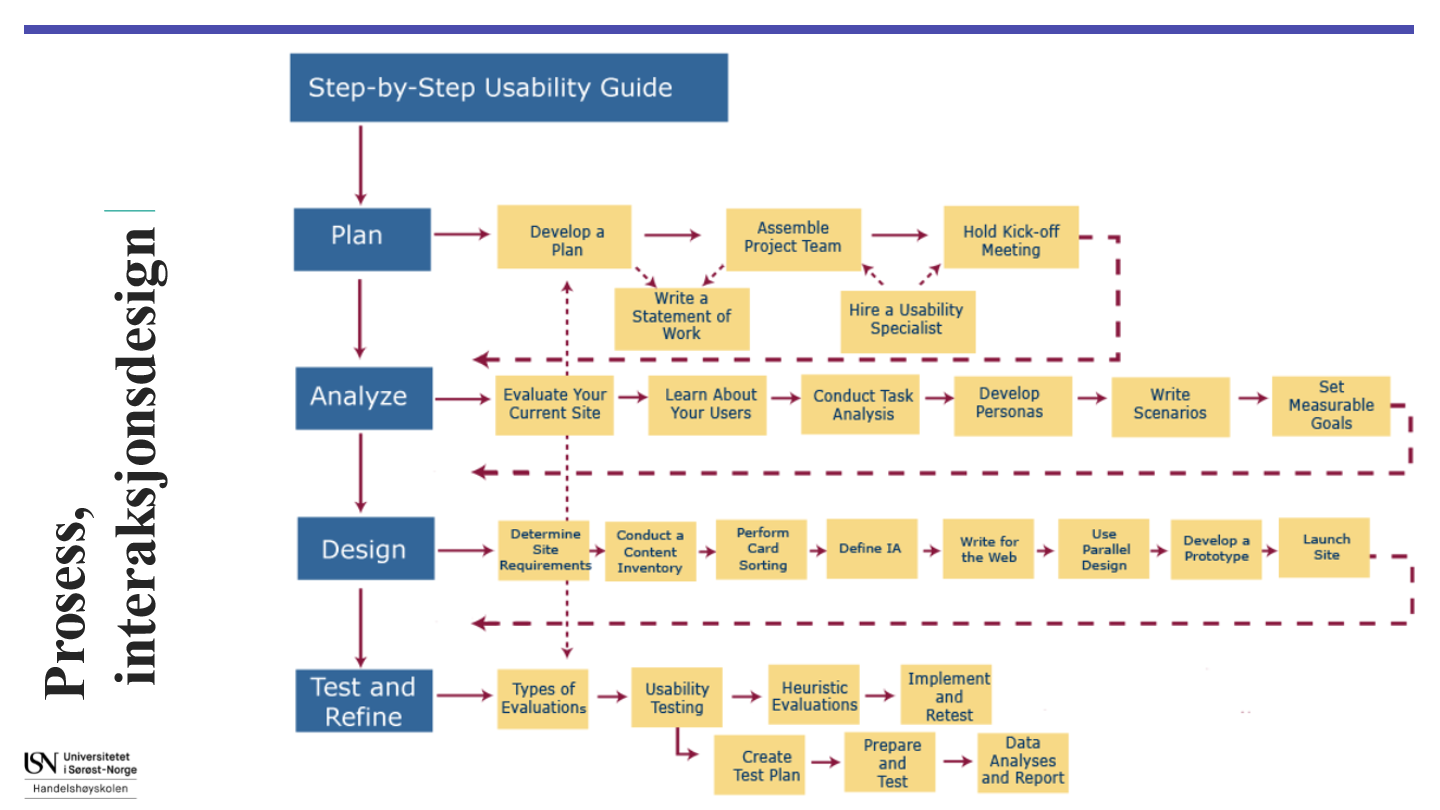 Step-by-Step Usability Guide
Prosess,
interaksjonsdesign
Plan
Develop a
Plan
Assemble
Project Team
Hold Kick-off
Meeting
Write a
Statement of
Work
Hire a Usability
Specialist
Analyze
Evaluate Your
Current Site
Learn About
Your Users
Conduct Task
Analysis
Develop
Personas
Write
Scenarios
Set
Measurable
Goals
Design
Determine
Site
Requirements
Conduct a
Content
Inventory
Perform
Card
Sorting
Define IA
Write for
the Web
Use
Parallel
Design
Develop a
Prototype
Launch
Site
Test and
Refine
Types of
Evaluations
Usability
Testing
Heuristic
Evaluations
Implement
and
Retest
Create
Test Plan
Prepare
and
Test
Data
Analyses
and Report
USN Universitetet
i Sørøst-Norge
Handelshøyskolen